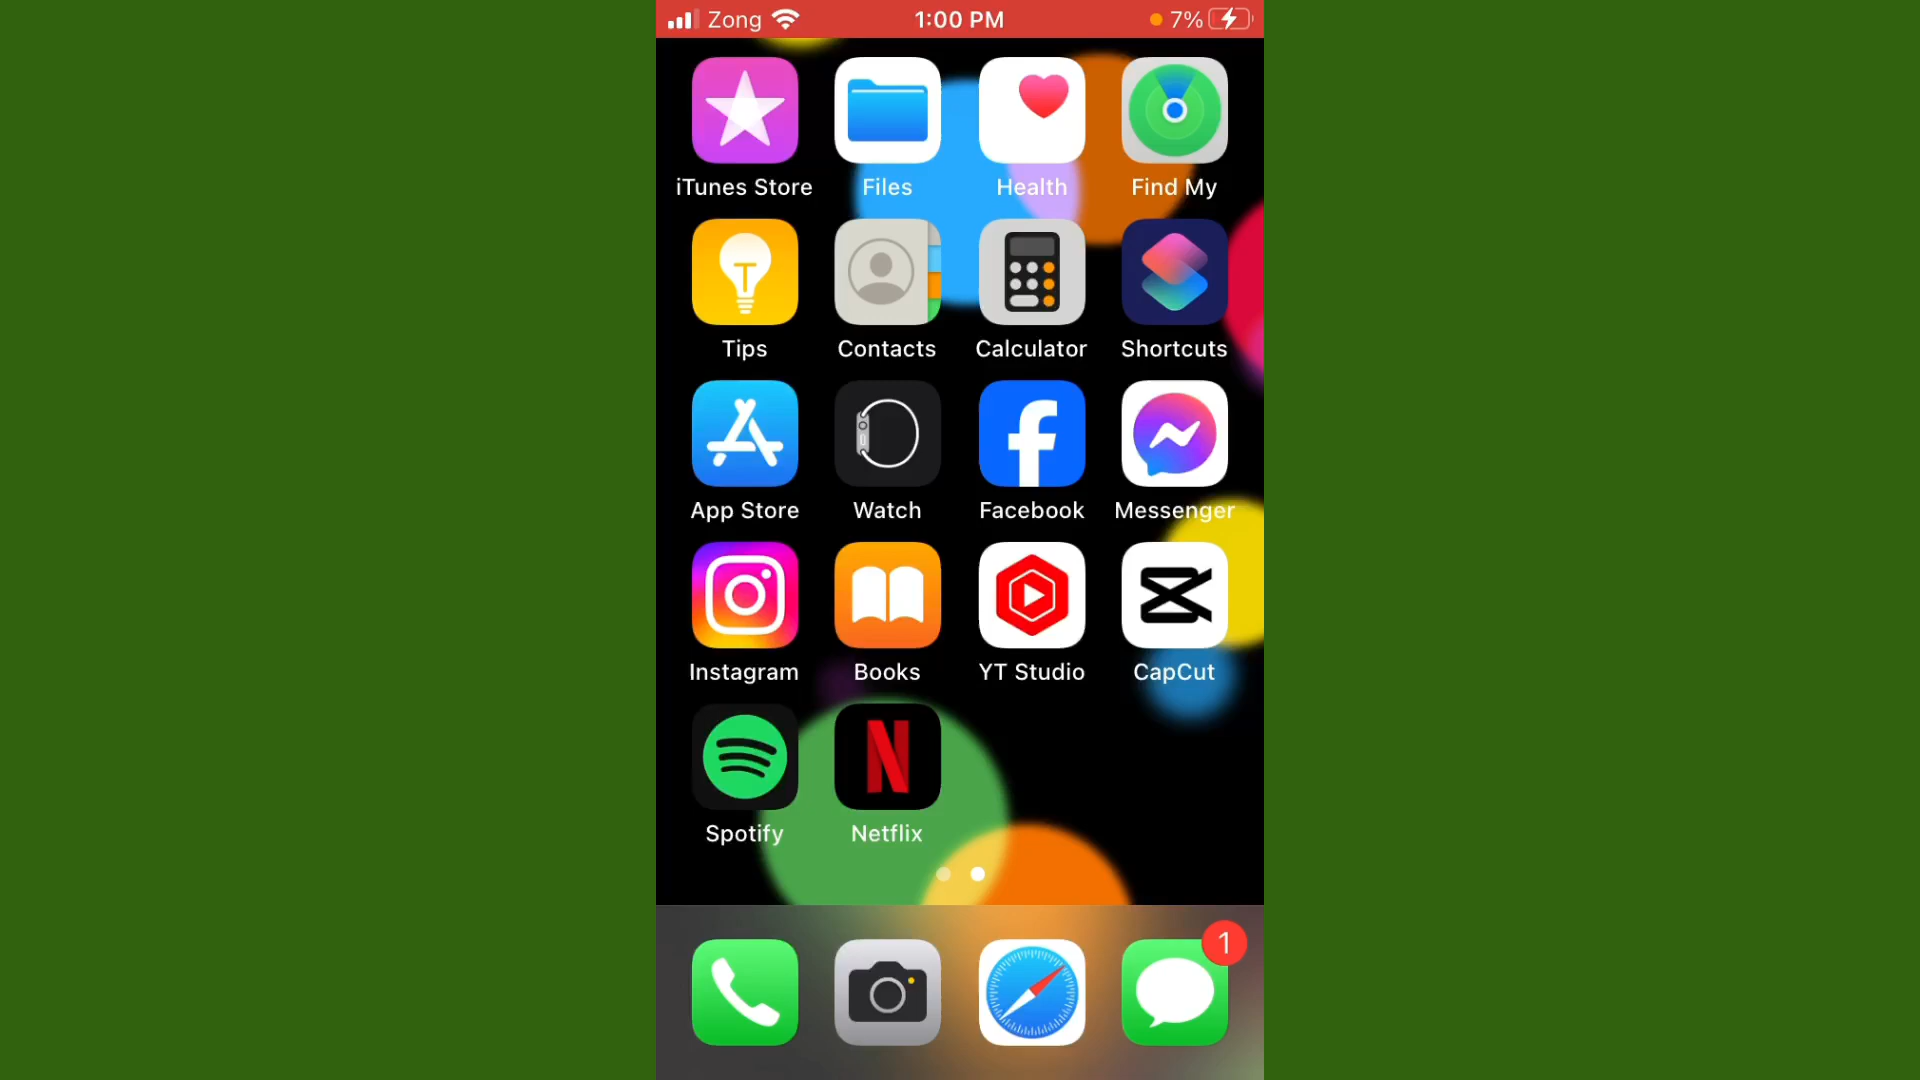 Zong 1:00 PM 7%
iTunes Store Files Health Find My
Tips Contacts Calculator Shortcuts
App Store Watch Facebook Messenger
Instagram Books YT Studio CapCut
Spotify Netflix
1